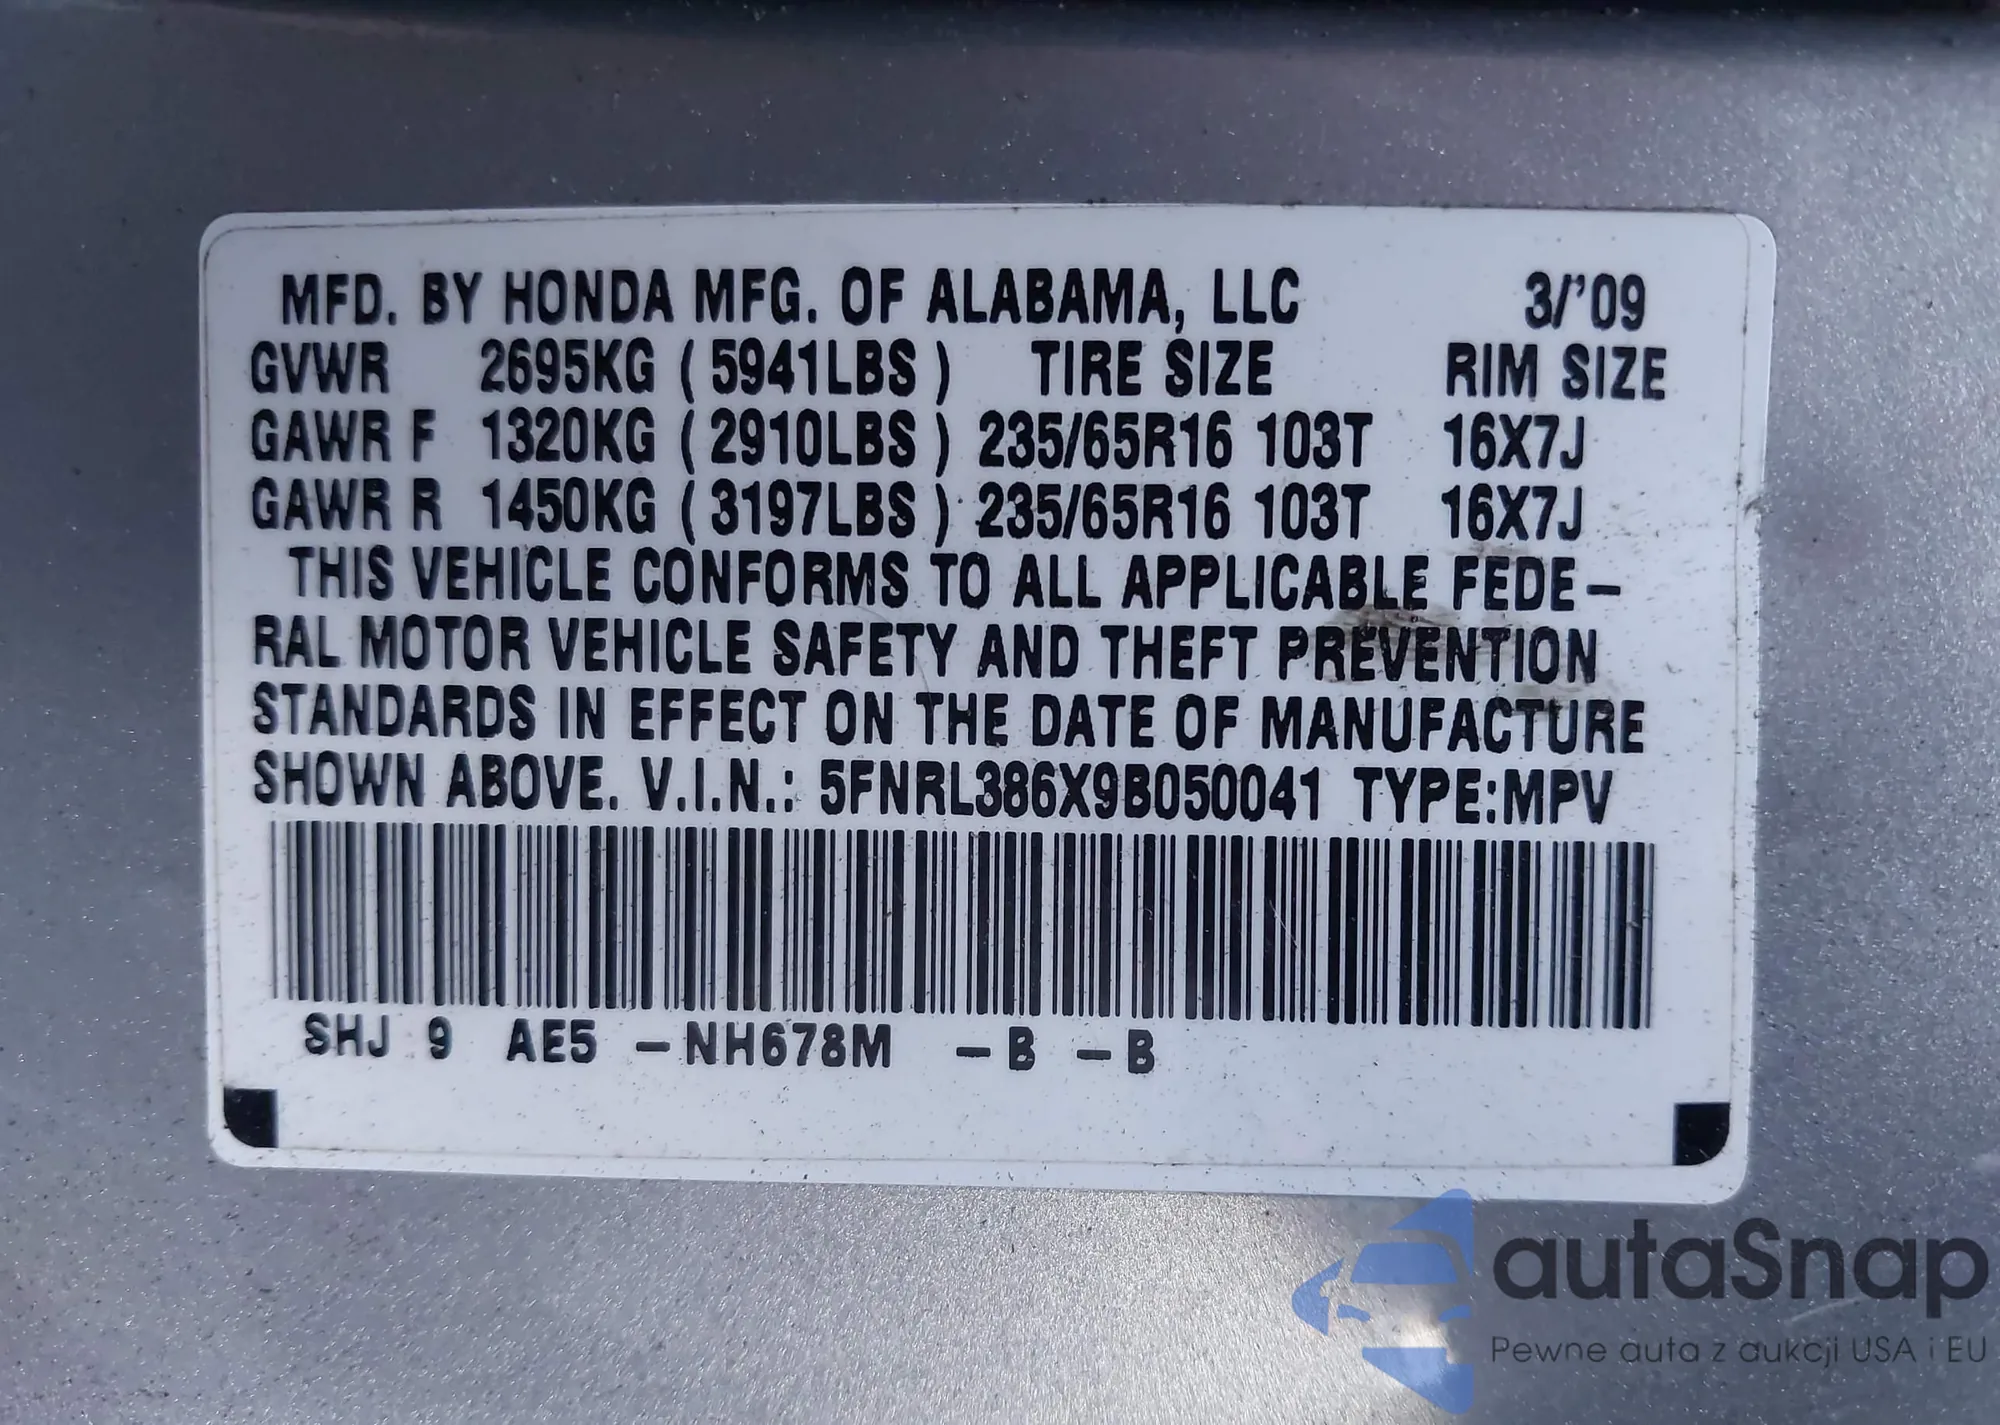 MFD. BY HONDA MFG. OF ALABAMA, LLC 3/'09
GVWR 2695KG (5941LBS) TIRE SIZE RIM SIZE
GAWR F 1320KG (2910LBS) 235/65R16 103T 16X7J
GAWR R 1450KG (3197LBS) 235/65R16 103T 16X7J
THIS VEHICLE CONFORMS TO ALL APPLICABLE FEDE-
RAL MOTOR VEHICLE SAFETY AND THEFT PREVENTION
STANDARDS IN EFFECT ON THE DATE OF MANUFACTURE
SHOWN ABOVE. V.I.N.: 5FNRL386X9B050041 TYPE:MPV
SHJ 9 AE5 -NH678M -B -B
autaSnap
Pewne auta z aukcji USA i EU